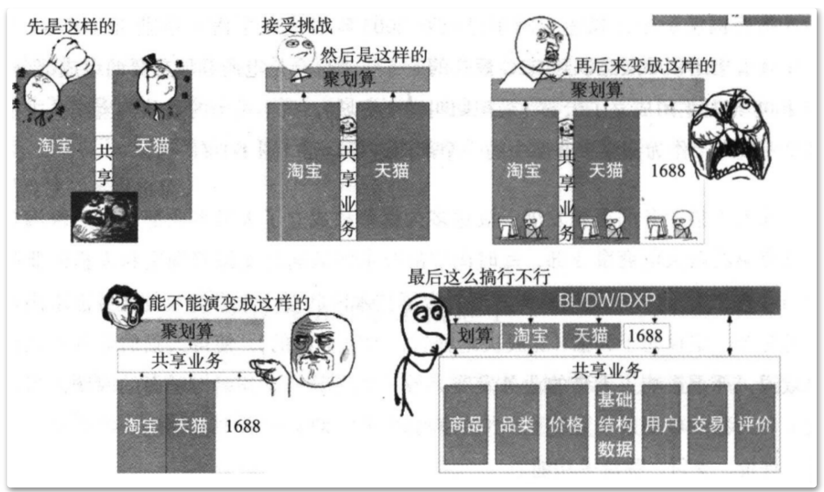 先是这样的
淘宝
天猫
共享
接受挑战
然后是这样的
聚划算
淘宝
共享业务
天猫
再后来变成这样的
聚划算
淘宝
共享业务
天猫
1688
能不能演变成这样的
聚划算
共享业务
淘宝
天猫
1688
最后这么搞行不行
BL/DW/DXP
划算
淘宝
天猫
1688
共享业务
商品
品类
价格
基础
结构
数据
用户
交易
评价